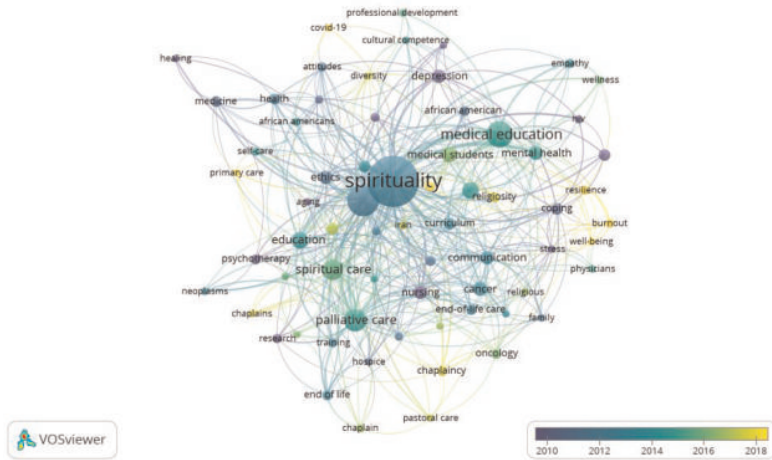 professional development
covid-19
cultural competence
healing
attitudes
empathy
diversity
depression
wellness
medicine
health
african american
hiv
african americans
medical education
self-care
medical students
mental health
primary care
ethics
spirituality
religiosity
resilience
aging
coping
iran
curriculum
burnout
education
stress
well-being
psychotherapy
communication
spiritual care
physicians
neoplasms
nursing
cancer
religious
chaplains
end-of-life care
palliative care
family
research
training
oncology
hospice
chaplaincy
end of life
pastoral care
chaplain
VOSviewer
2010 2012 2014 2016 2018